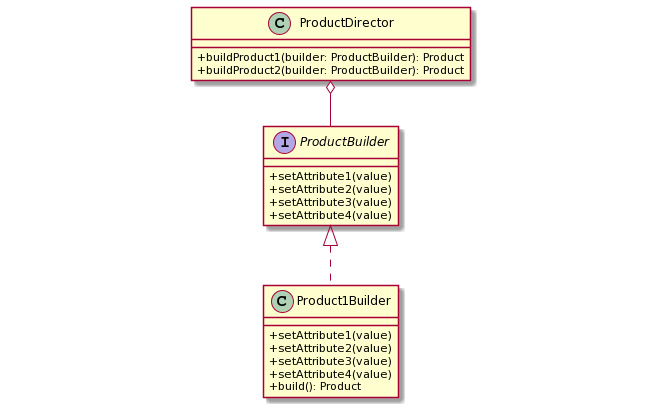 C ProductDirector
+buildProduct1(builder: ProductBuilder): Product
+buildProduct2(builder: ProductBuilder): Product
I ProductBuilder
+setAttribute1(value)
+setAttribute2(value)
+setAttribute3(value)
+setAttribute4(value)
C Product1Builder
+setAttribute1(value)
+setAttribute2(value)
+setAttribute3(value)
+setAttribute4(value)
+build(): Product